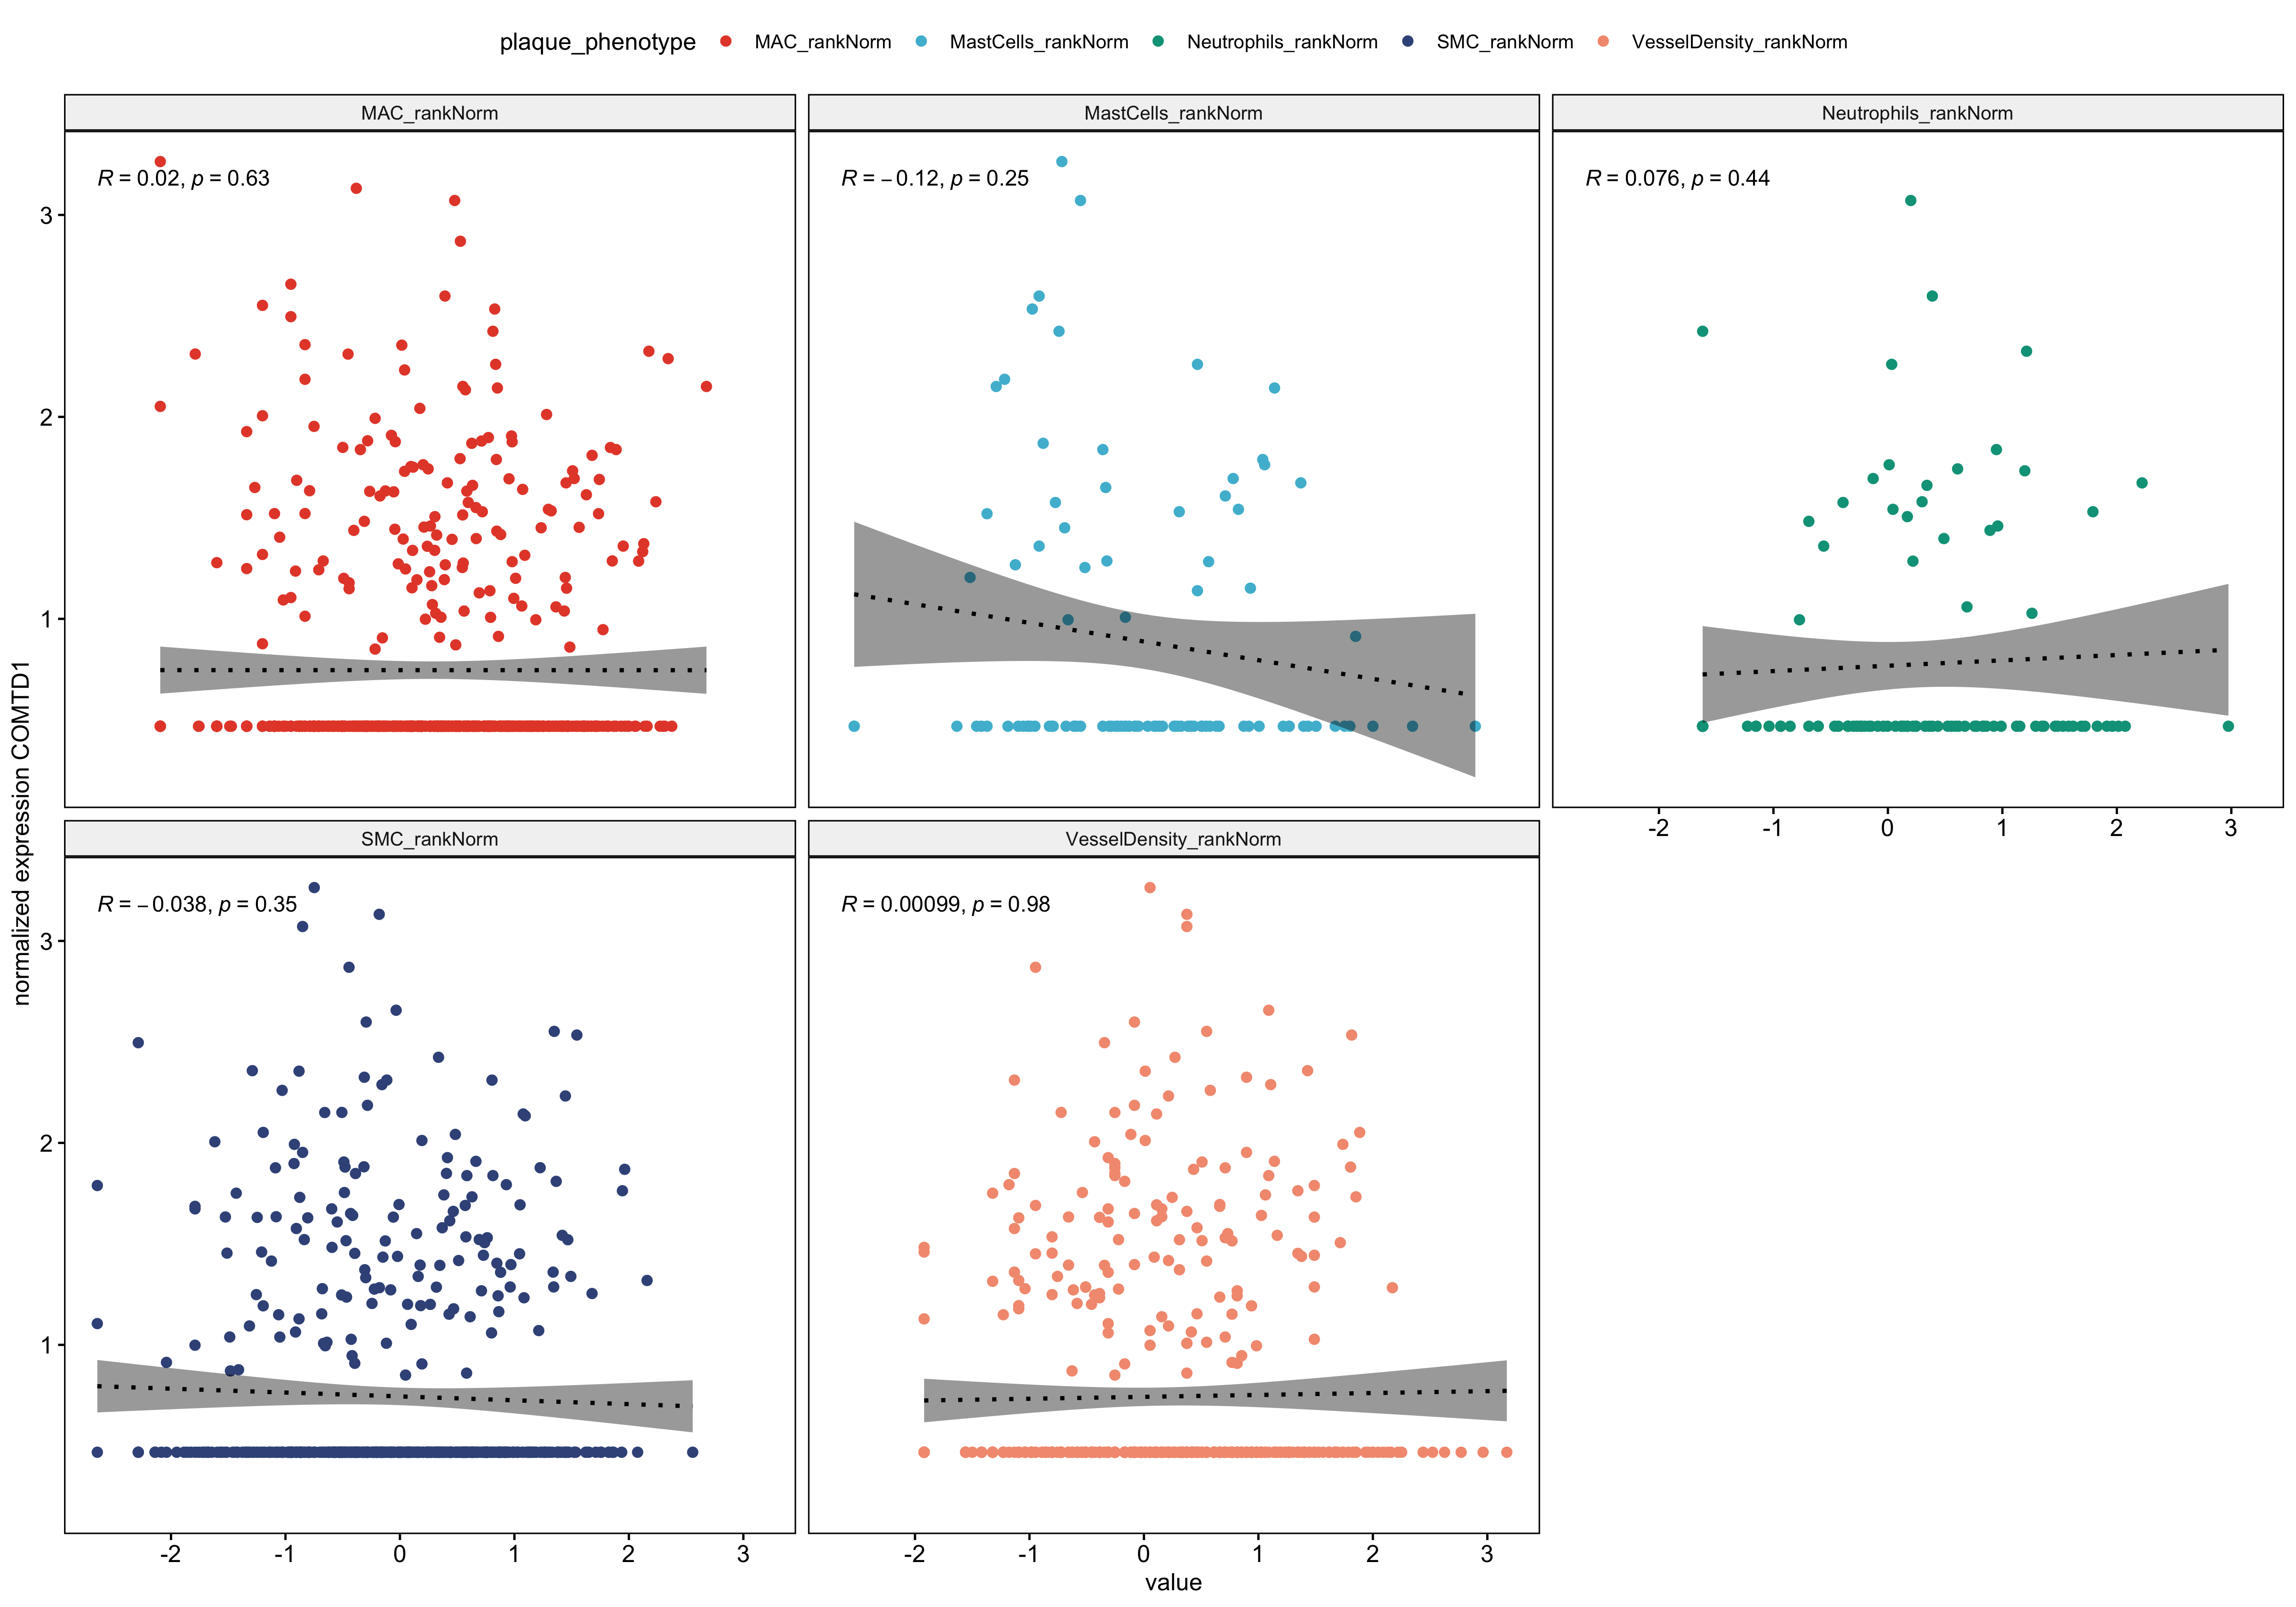 plaque_phenotype MAC_rankNorm MastCells_rankNorm Neutrophils_rankNorm SMC_rankNorm VesselDensity_rankNorm
MAC_rankNorm MastCells_rankNorm Neutrophils_rankNorm
R = 0.02, p = 0.63
R = −0.12, p = 0.25
R = 0.076, p = 0.44
3
2
1
-2 -1 0 1 2 3
SMC_rankNorm VesselDensity_rankNorm
R = −0.038, p = 0.35
R = 0.00099, p = 0.98
3
2
1
-2 -1 0 1 2 3
-2 -1 0 1 2 3
value
normalized expression COMTD1